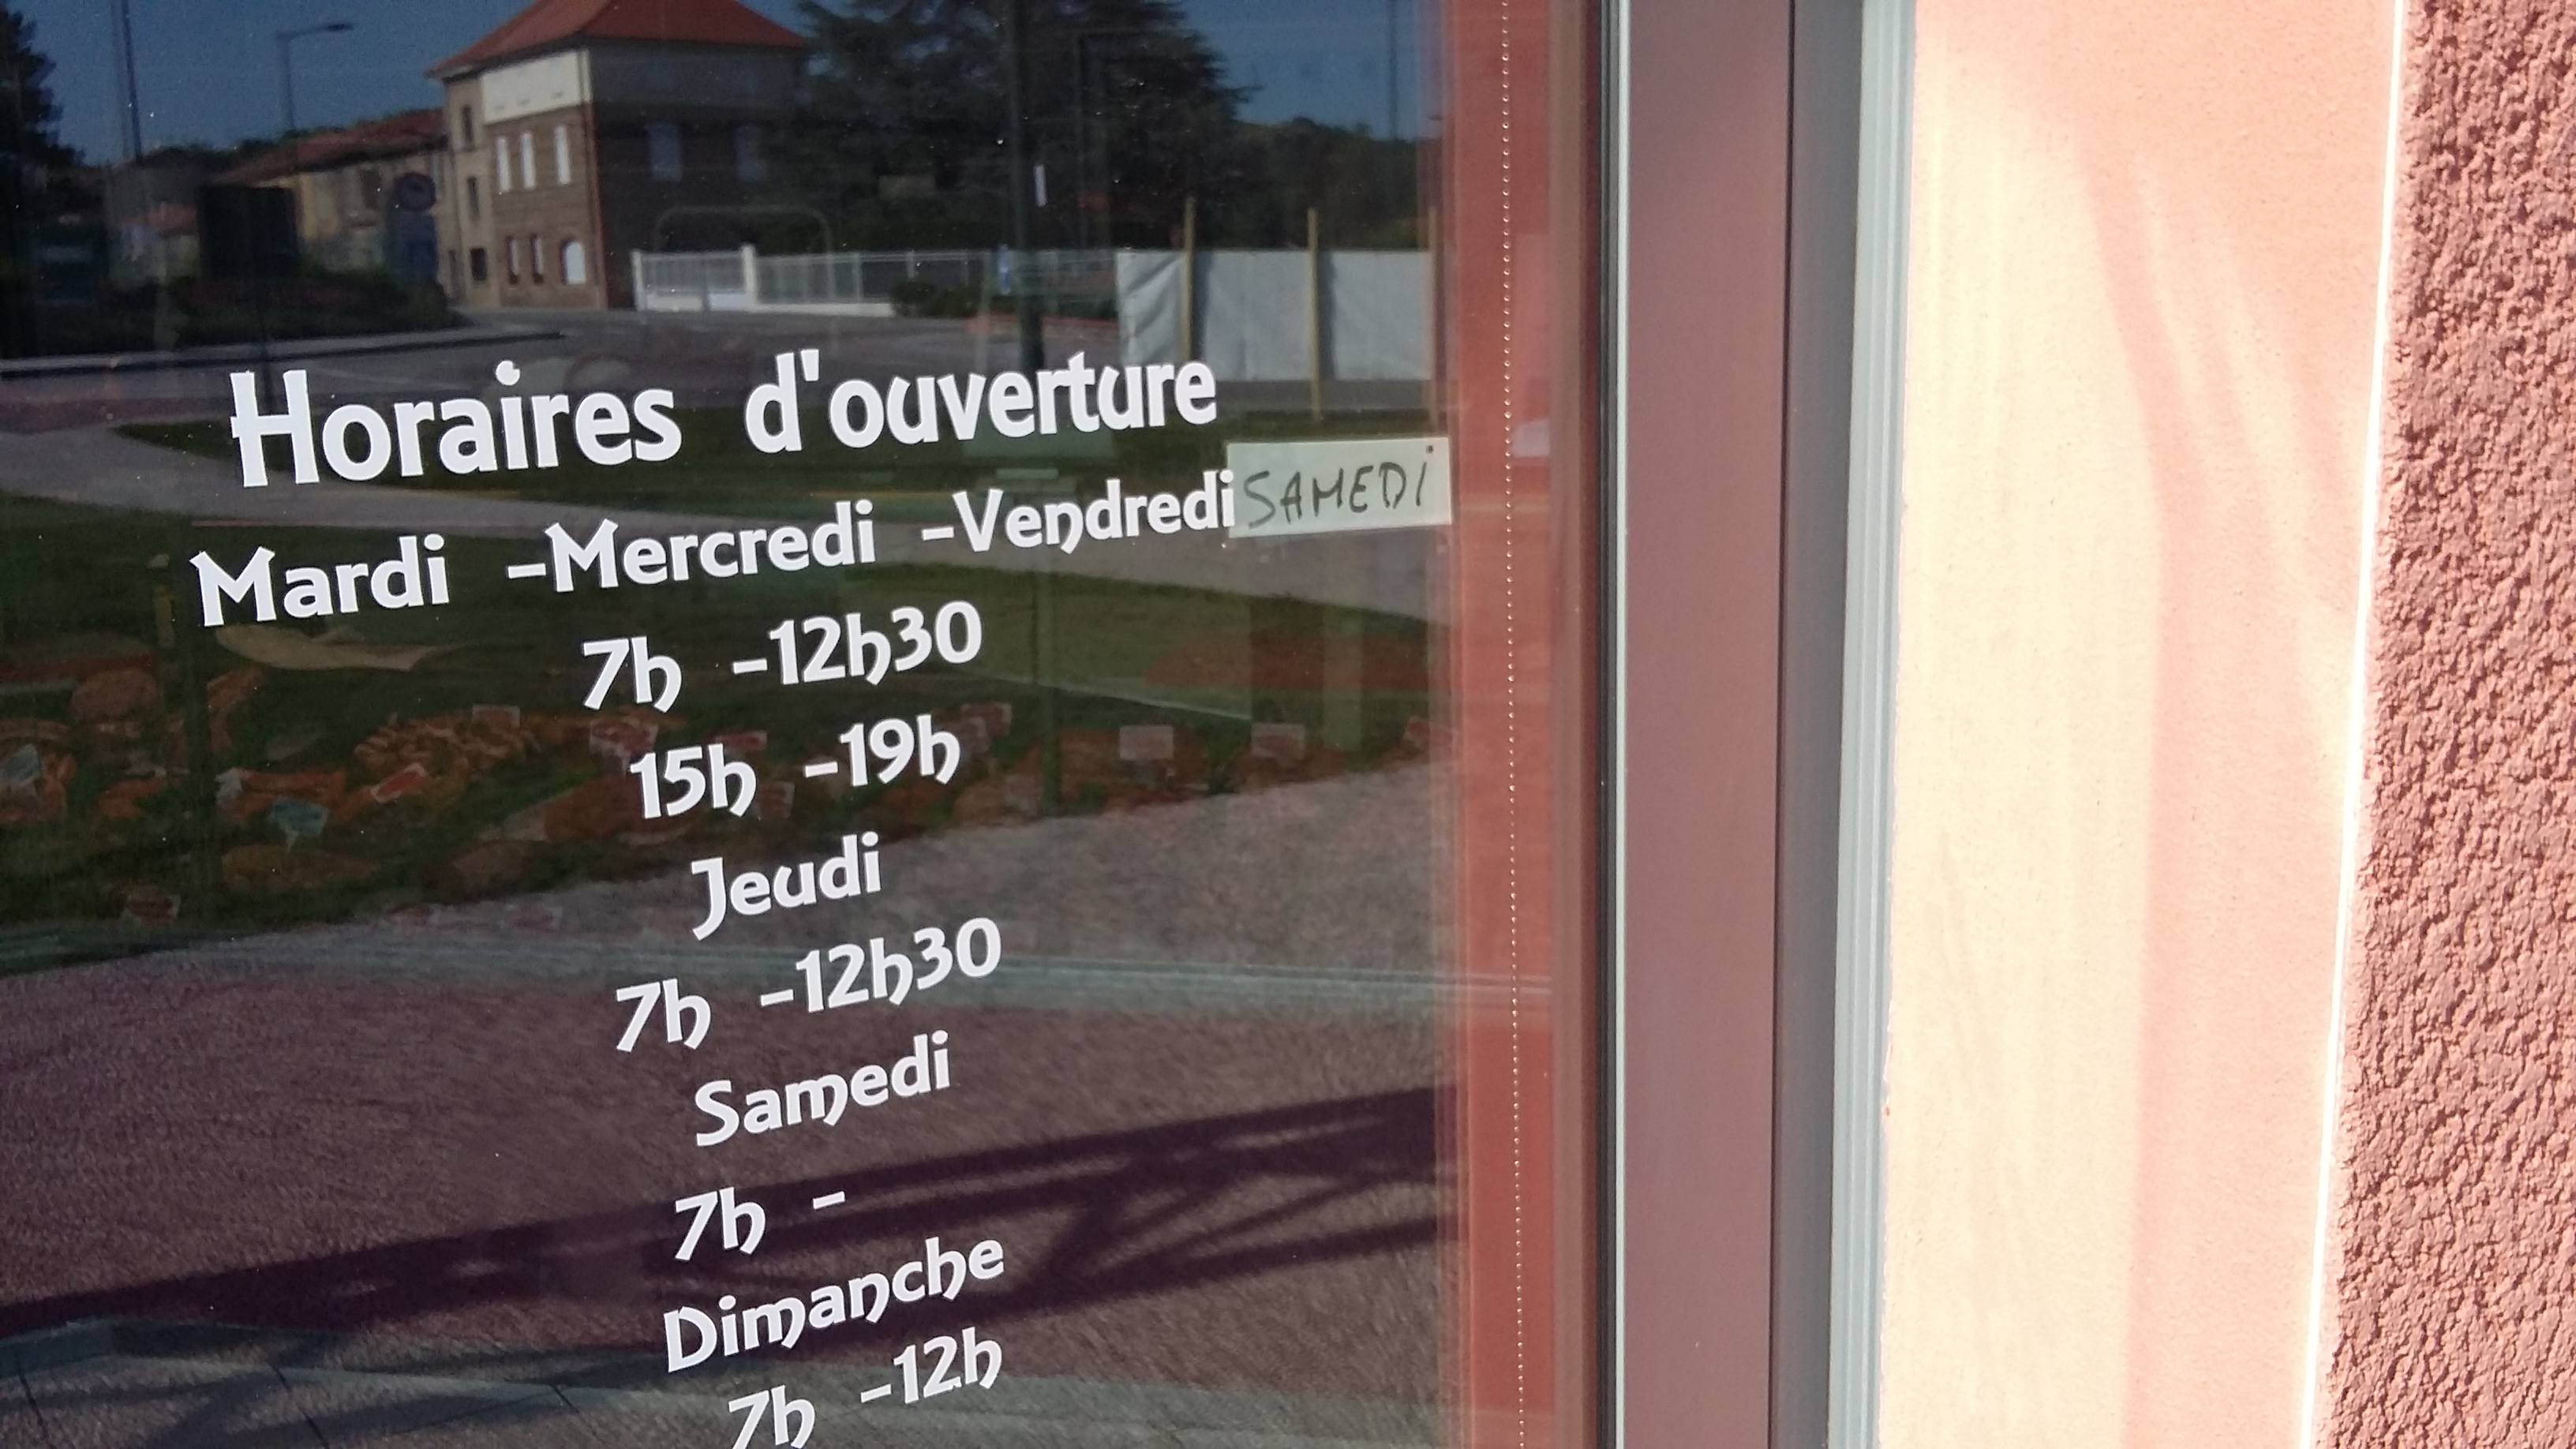 Horaires d'ouverture
Mardi -Mercredi -Vendredi SAMEDI
7h -12h30
15h -19h
Jeudi
7h -12h30
Samedi
7h -
Dimanche
7h -12h